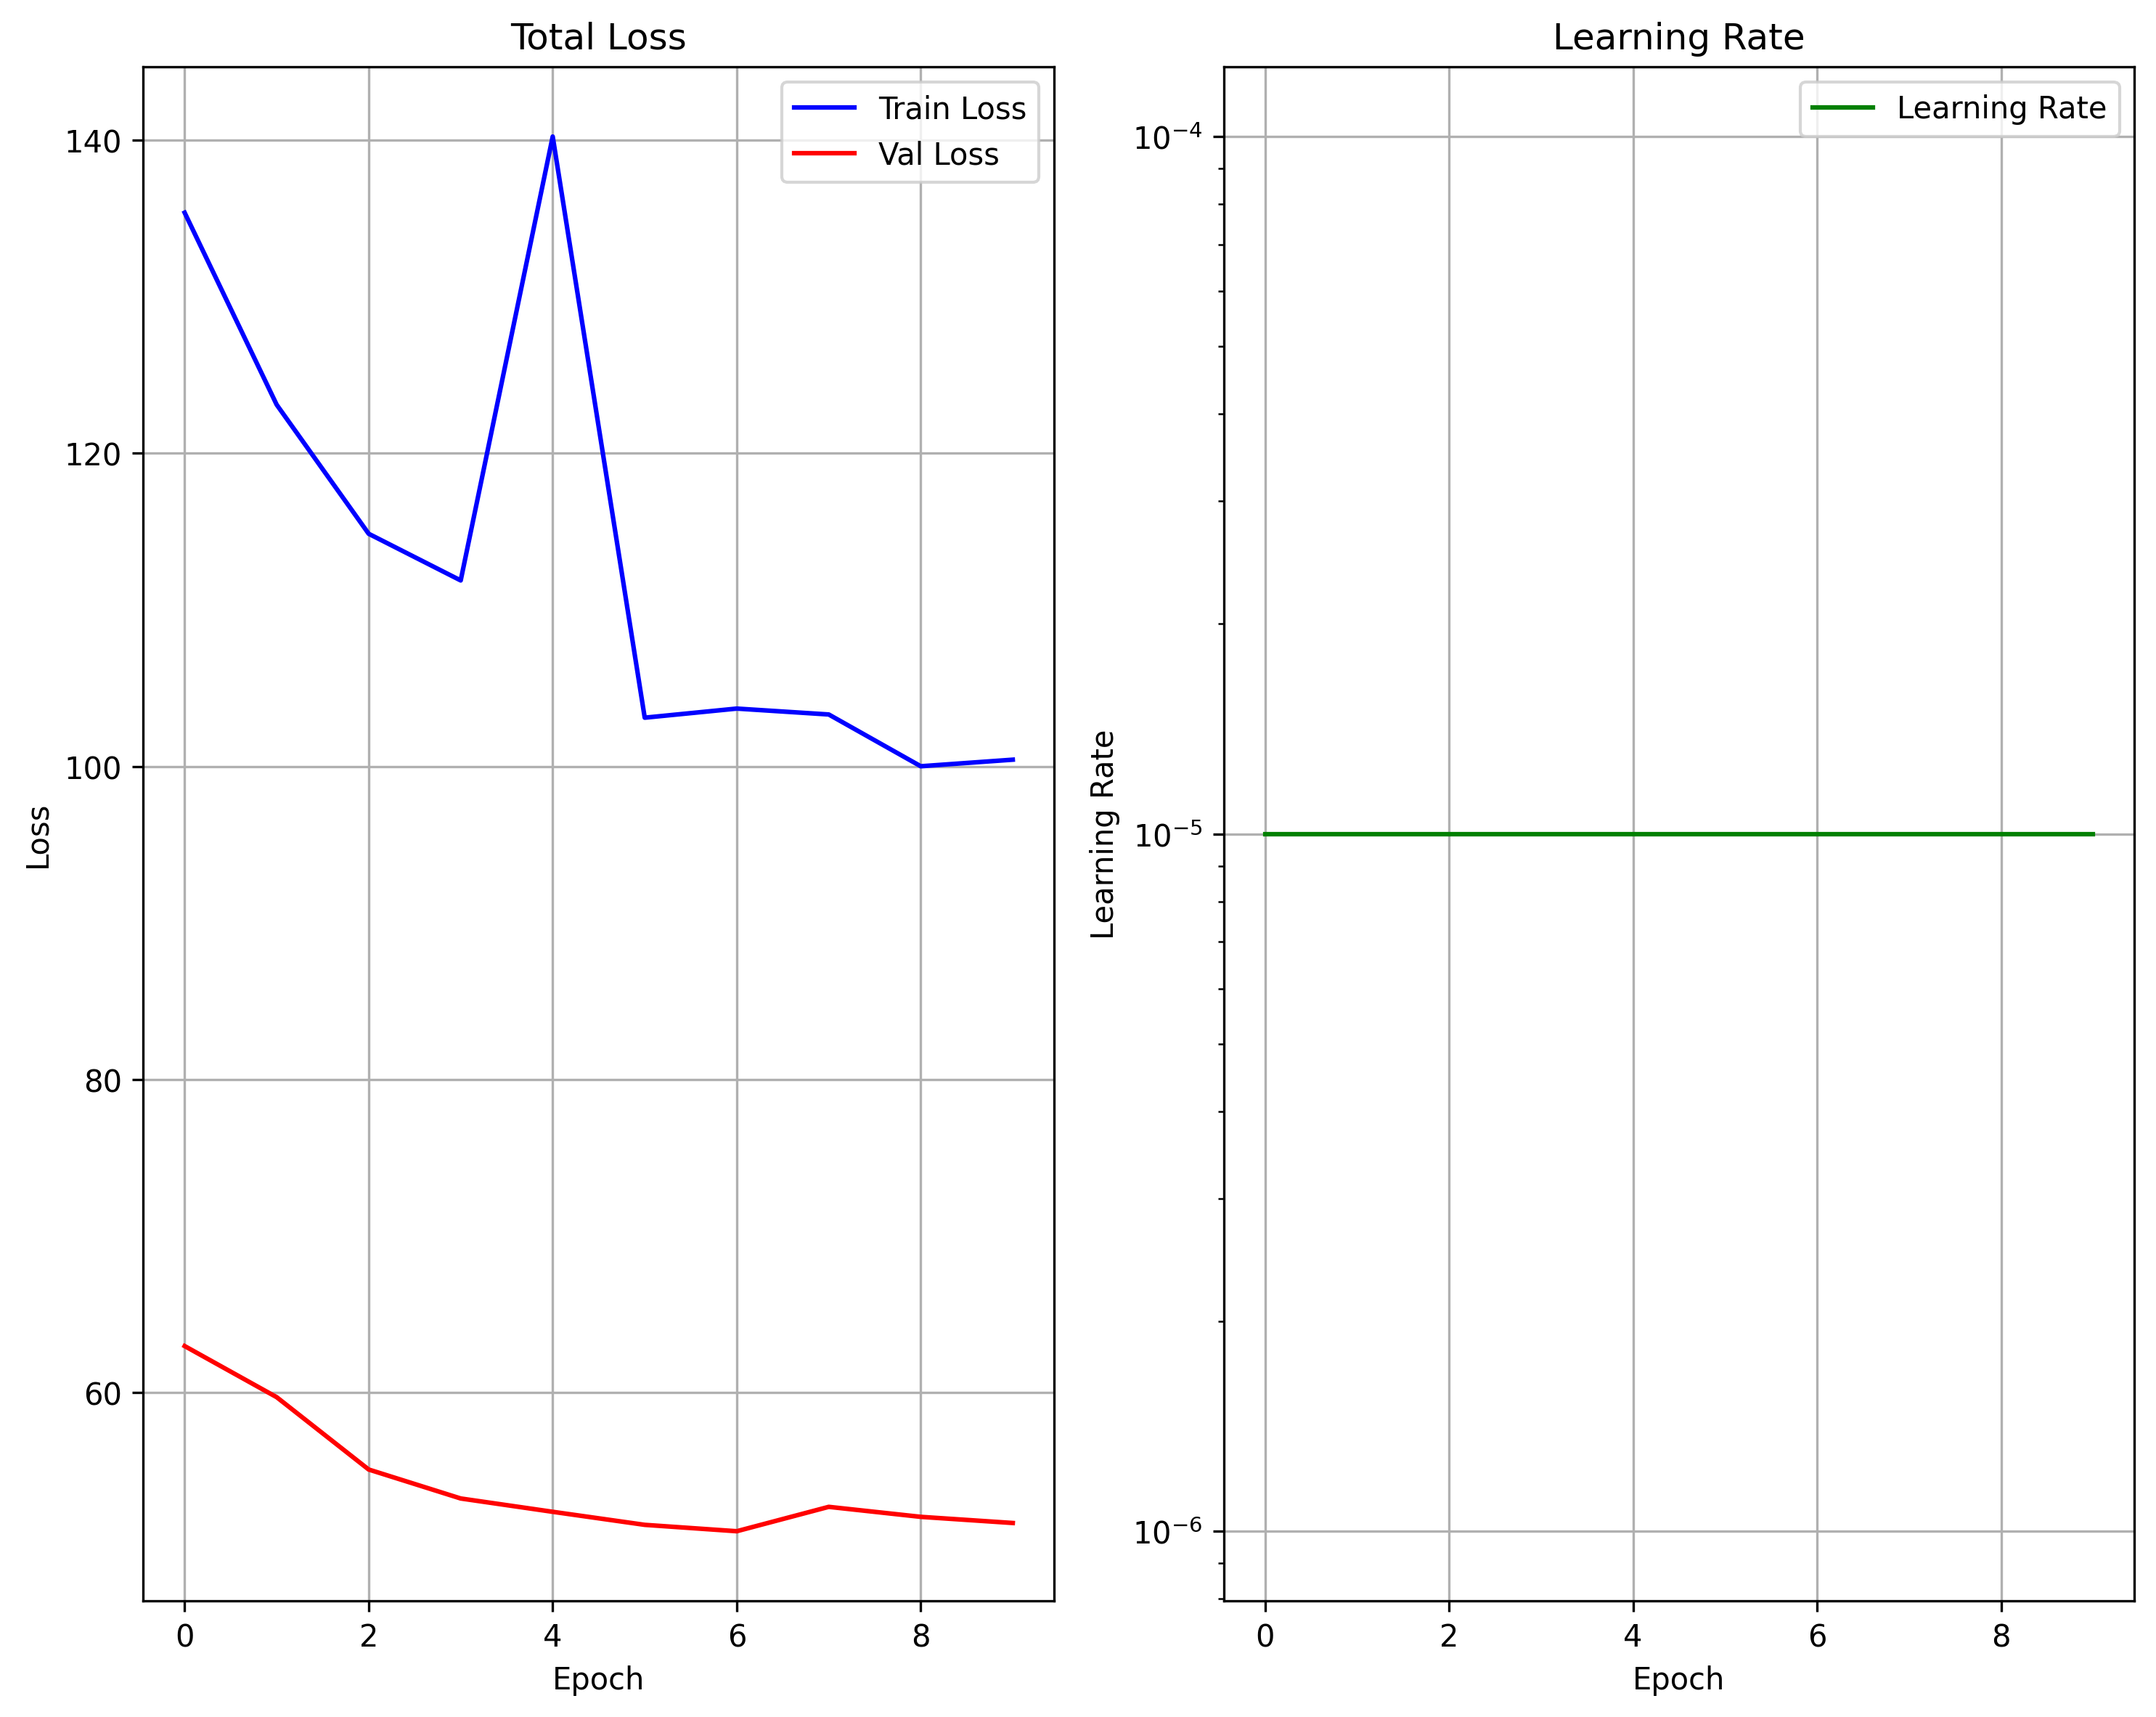 Total Loss
Train Loss
Val Loss
140
120
100
80
60
Loss
0 2 4 6 8
Epoch
Learning Rate
Learning Rate
10⁻⁴
10⁻⁵
10⁻⁶
Learning Rate
0 2 4 6 8
Epoch